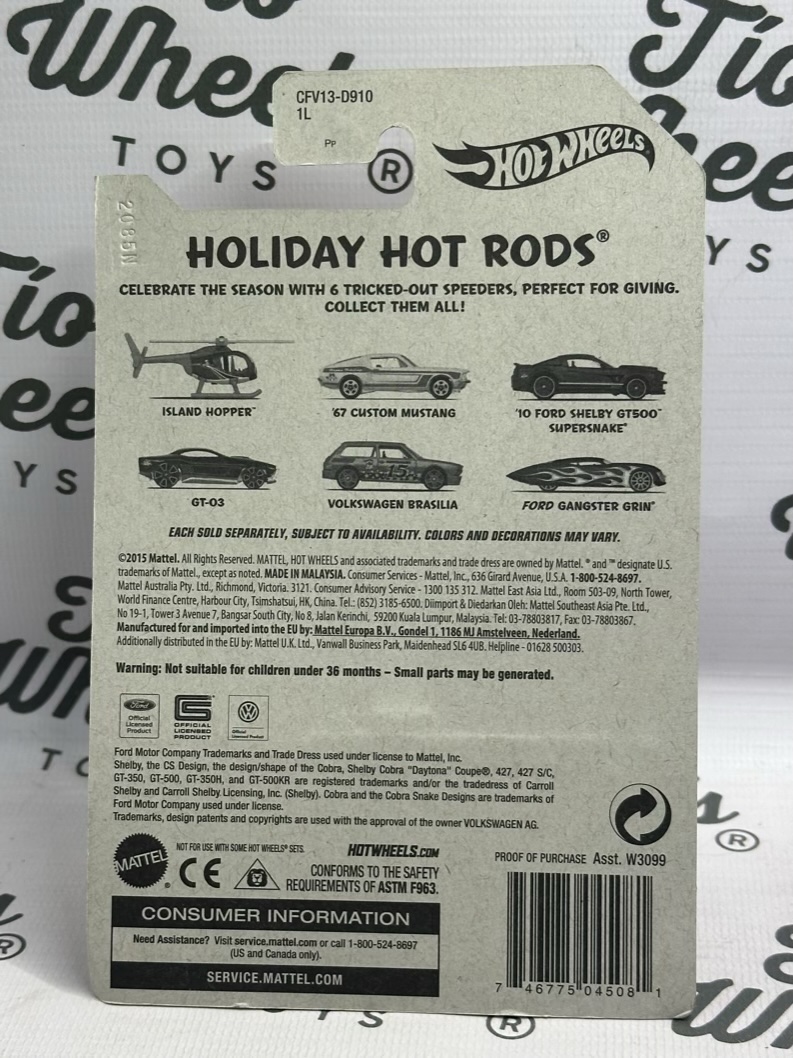 CFV13-D910
1L
Pp
HOT WHEELS
2085N
HOLIDAY HOT RODS®
CELEBRATE THE SEASON WITH 6 TRICKED-OUT SPEEDERS, PERFECT FOR GIVING.
COLLECT THEM ALL!
ISLAND HOPPER™
'67 CUSTOM MUSTANG
'10 FORD SHELBY GT500™
SUPERSNAKE®
GT-03
VOLKSWAGEN BRASILIA
FORD GANGSTER GRIN™
EACH SOLD SEPARATELY, SUBJECT TO AVAILABILITY. COLORS AND DECORATIONS MAY VARY.
©2015 Mattel. All Rights Reserved. MATTEL, HOT WHEELS and associated trademarks and trade dress are owned by Mattel. ® and ™ designate U.S.
trademarks of Mattel, except as noted. MADE IN MALAYSIA. Consumer Services - Mattel, Inc., 636 Girard Avenue, U.S.A. 1-800-524-8697.
Mattel Australia Pty. Ltd., Richmond, Victoria. 3121. Consumer Advisory Service - 1300 135 312. Mattel East Asia Ltd., Room 503-09, North Tower,
World Finance Centre, Harbour City, Tsimshatsui, HK, China. Tel.: (852) 3185-6500. Diimport & Diedarkan Oleh: Mattel Southeast Asia Pte. Ltd.,
No 19-1, Tower 3 Avenue 7, Bangsar South City, No 8, Jalan Kerinchi, 59200 Kuala Lumpur, Malaysia. Tel: 03-78803817, Fax: 03-78803867.
Manufactured for and imported into the EU by: Mattel Europa B.V., Gondel 1, 1186 MJ Amstelveen, Nederland.
Additionally distributed in the EU by: Mattel U.K. Ltd., Vanwall Business Park, Maidenhead SL6 4UB. Helpline - 01628 500303.
Warning: Not suitable for children under 36 months – Small parts may be generated.
Ford
Official
Licensed
Product
OFFICIAL
LICENSED
PRODUCT
Official
Licensed Product
Ford Motor Company Trademarks and Trade Dress used under license to Mattel, Inc.
Shelby, the CS Design, the design/shape of the Cobra, Shelby Cobra "Daytona" Coupe®, 427, 427 S/C,
GT-350, GT-500, GT-350H, and GT-500KR are registered trademarks and/or the tradedress of Carroll
Shelby and Carroll Shelby Licensing, Inc. (Shelby). Cobra and the Cobra Snake Designs are trademarks of
Ford Motor Company used under license.
Trademarks, design patents and copyrights are used with the approval of the owner VOLKSWAGEN AG.
MATTEL
NOT FOR USE WITH SOME HOT WHEELS® SETS.
HOTWHEELS.COM
CE
CONFORMS TO THE SAFETY
REQUIREMENTS OF ASTM F963.
PROOF OF PURCHASE Asst. W3099
CONSUMER INFORMATION
Need Assistance? Visit service.mattel.com or call 1-800-524-8697
(US and Canada only).
SERVICE.MATTEL.COM
7 46775 04508 1
Wheels
TOYS ®